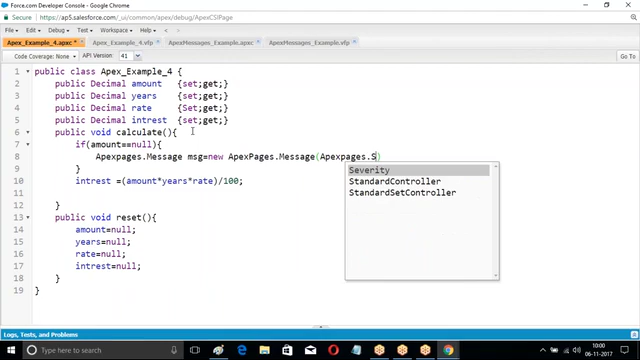 Force.com Developer Console - Google Chrome
Secure
https://ap5.salesforce.com/_ui/common/apex/debug/ApexCSIPage
File Edit Debug Test Workspace Help < >
Apex_Example_4.apxc * Apex_Example_4.vfp ApexMessages_Example.apxc ApexMessages_Example.vfp
Code Coverage: None API Version: 41 Go To
1 public class Apex_Example_4 {
2 public Decimal amount {set;get;}
3 public Decimal years {set;get;}
4 public Decimal rate {Set;get;}
5 public Decimal intrest {set;get;}
6 public void calculate(){
7 if(amount==null){
8 Apexpages.Message msg=new ApexPages.Message(Apexpages.S)
9 }
10 intrest =(amount*years*rate)/100;
12 }
13 public void reset(){
14 amount=null;
15 years=null;
16 rate=null;
17 intrest=null;
18 }
19 }
Severity
StandardController
StandardSetController
Logs, Tests, and Problems
Type here to search
10:00
06-11-2017